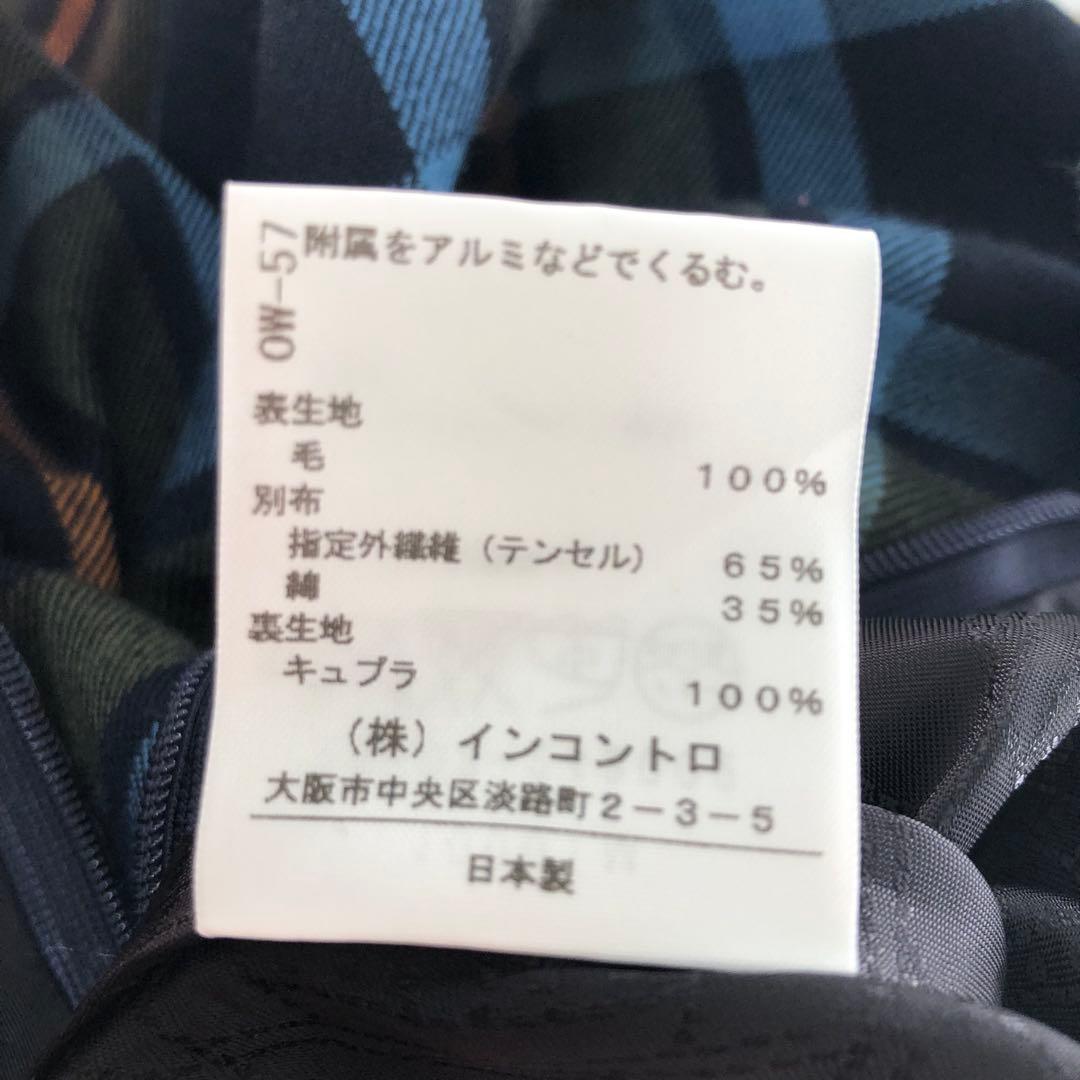 附属をアルミなどでくるむ。
OW-57
表生地
毛 100%
別布
指定外繊維（テンセル） 65%
綿 35%
裏生地
キュプラ 100%
（株）インコントロ
大阪市中央区淡路町2-3-5
日本製